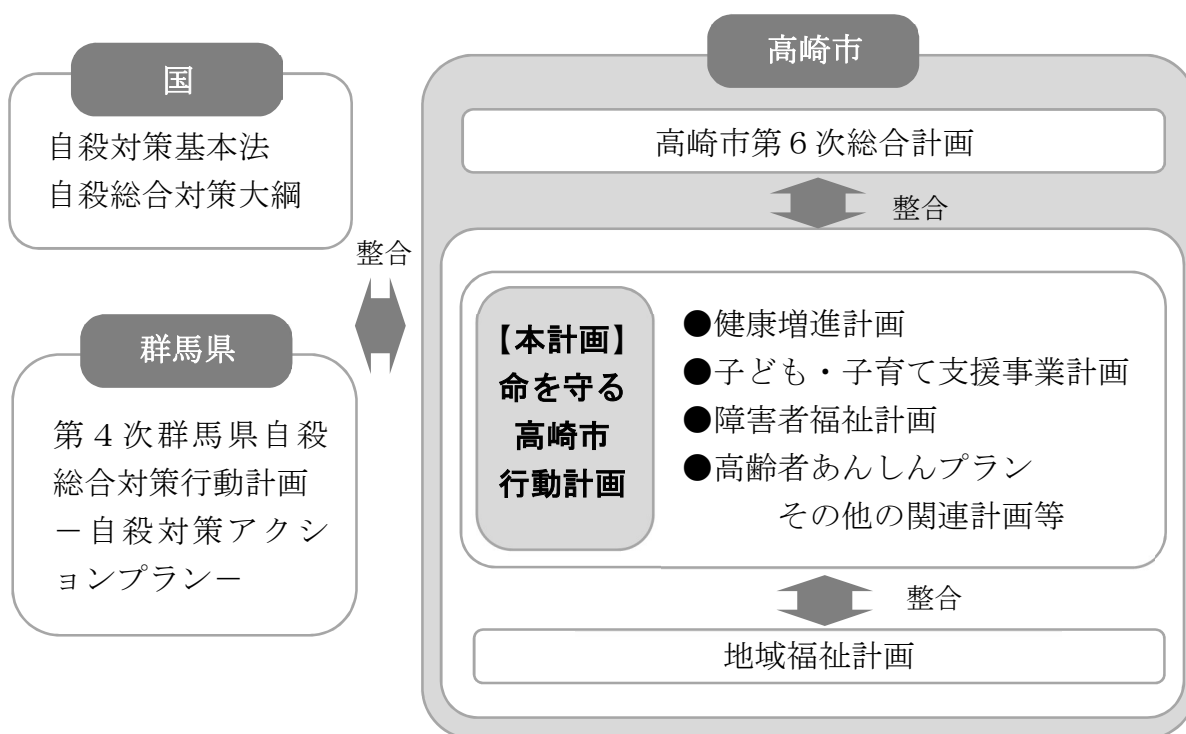 国
自殺対策基本法
自殺総合対策大綱
群馬県
第４次群馬県自殺
総合対策行動計画
－自殺対策アクシ
ョンプラン－
整合
高崎市
高崎市第６次総合計画
整合
【本計画】
命を守る
高崎市
行動計画
●健康増進計画
●子ども・子育て支援事業計画
●障害者福祉計画
●高齢者あんしんプラン
その他の関連計画等
整合
地域福祉計画